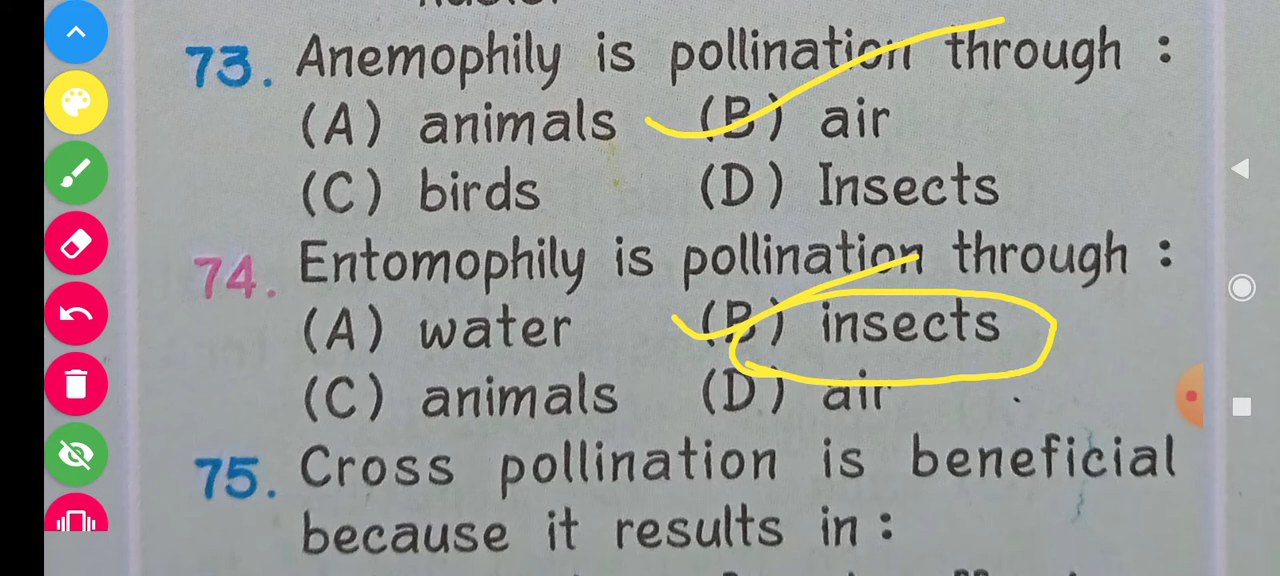 73. Anemophily is pollination through :
(A) animals (B) air
(C) birds (D) Insects
74. Entomophily is pollination through :
(A) water (B) insects
(C) animals (D) air
75. Cross pollination is beneficial
because it results in :